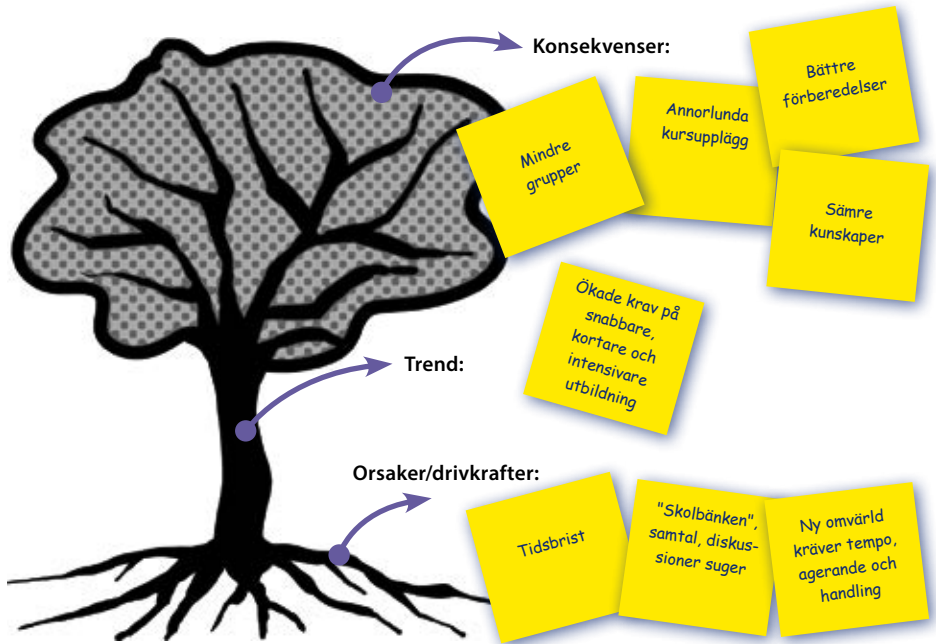 Konsekvenser:
Mindre
grupper
Annorlunda
kursupplägg
Bättre
förberedelser
Sämre
kunskaper
Trend:
Ökade krav på
snabbare,
kortare och
intensivare
utbildning
Orsaker/drivkrafter:
Tidsbrist
"Skolbänken",
samtal, diskus-
sioner suger
Ny omvärld
kräver tempo,
agerande och
handling